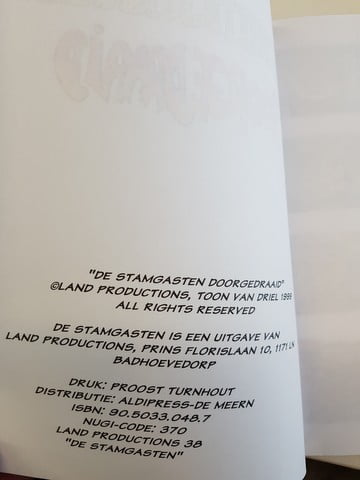 "DE STAMGASTEN DOORGEDRAAID"
©LAND PRODUCTIONS, TOON VAN DRIEL 1998
ALL RIGHTS RESERVED
DE STAMGASTEN IS EEN UITGAVE VAN
LAND PRODUCTIONS, PRINS FLORISLAAN 10, 1171 LK
BADHOEVEDORP
DRUK: PROOST TURNHOUT
DISTRIBUTIE: ALDIPRESS-DE MEERN
ISBN: 90.5033.048.7
NUGI-CODE: 370
LAND PRODUCTIONS 38
"DE STAMGASTEN"